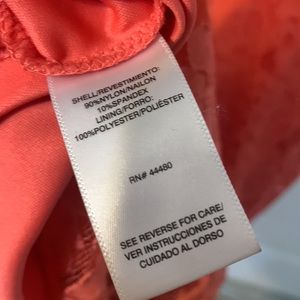 SHELL/REVESTIMIENTO:
90%NYLON/NAILON
10%SPANDEX
LINING/FORRO:
100%POLYESTER/POLIÉSTER
RN# 44480
SEE REVERSE FOR CARE/
VER INSTRUCCIONES DE
CUIDADO AL DORSO